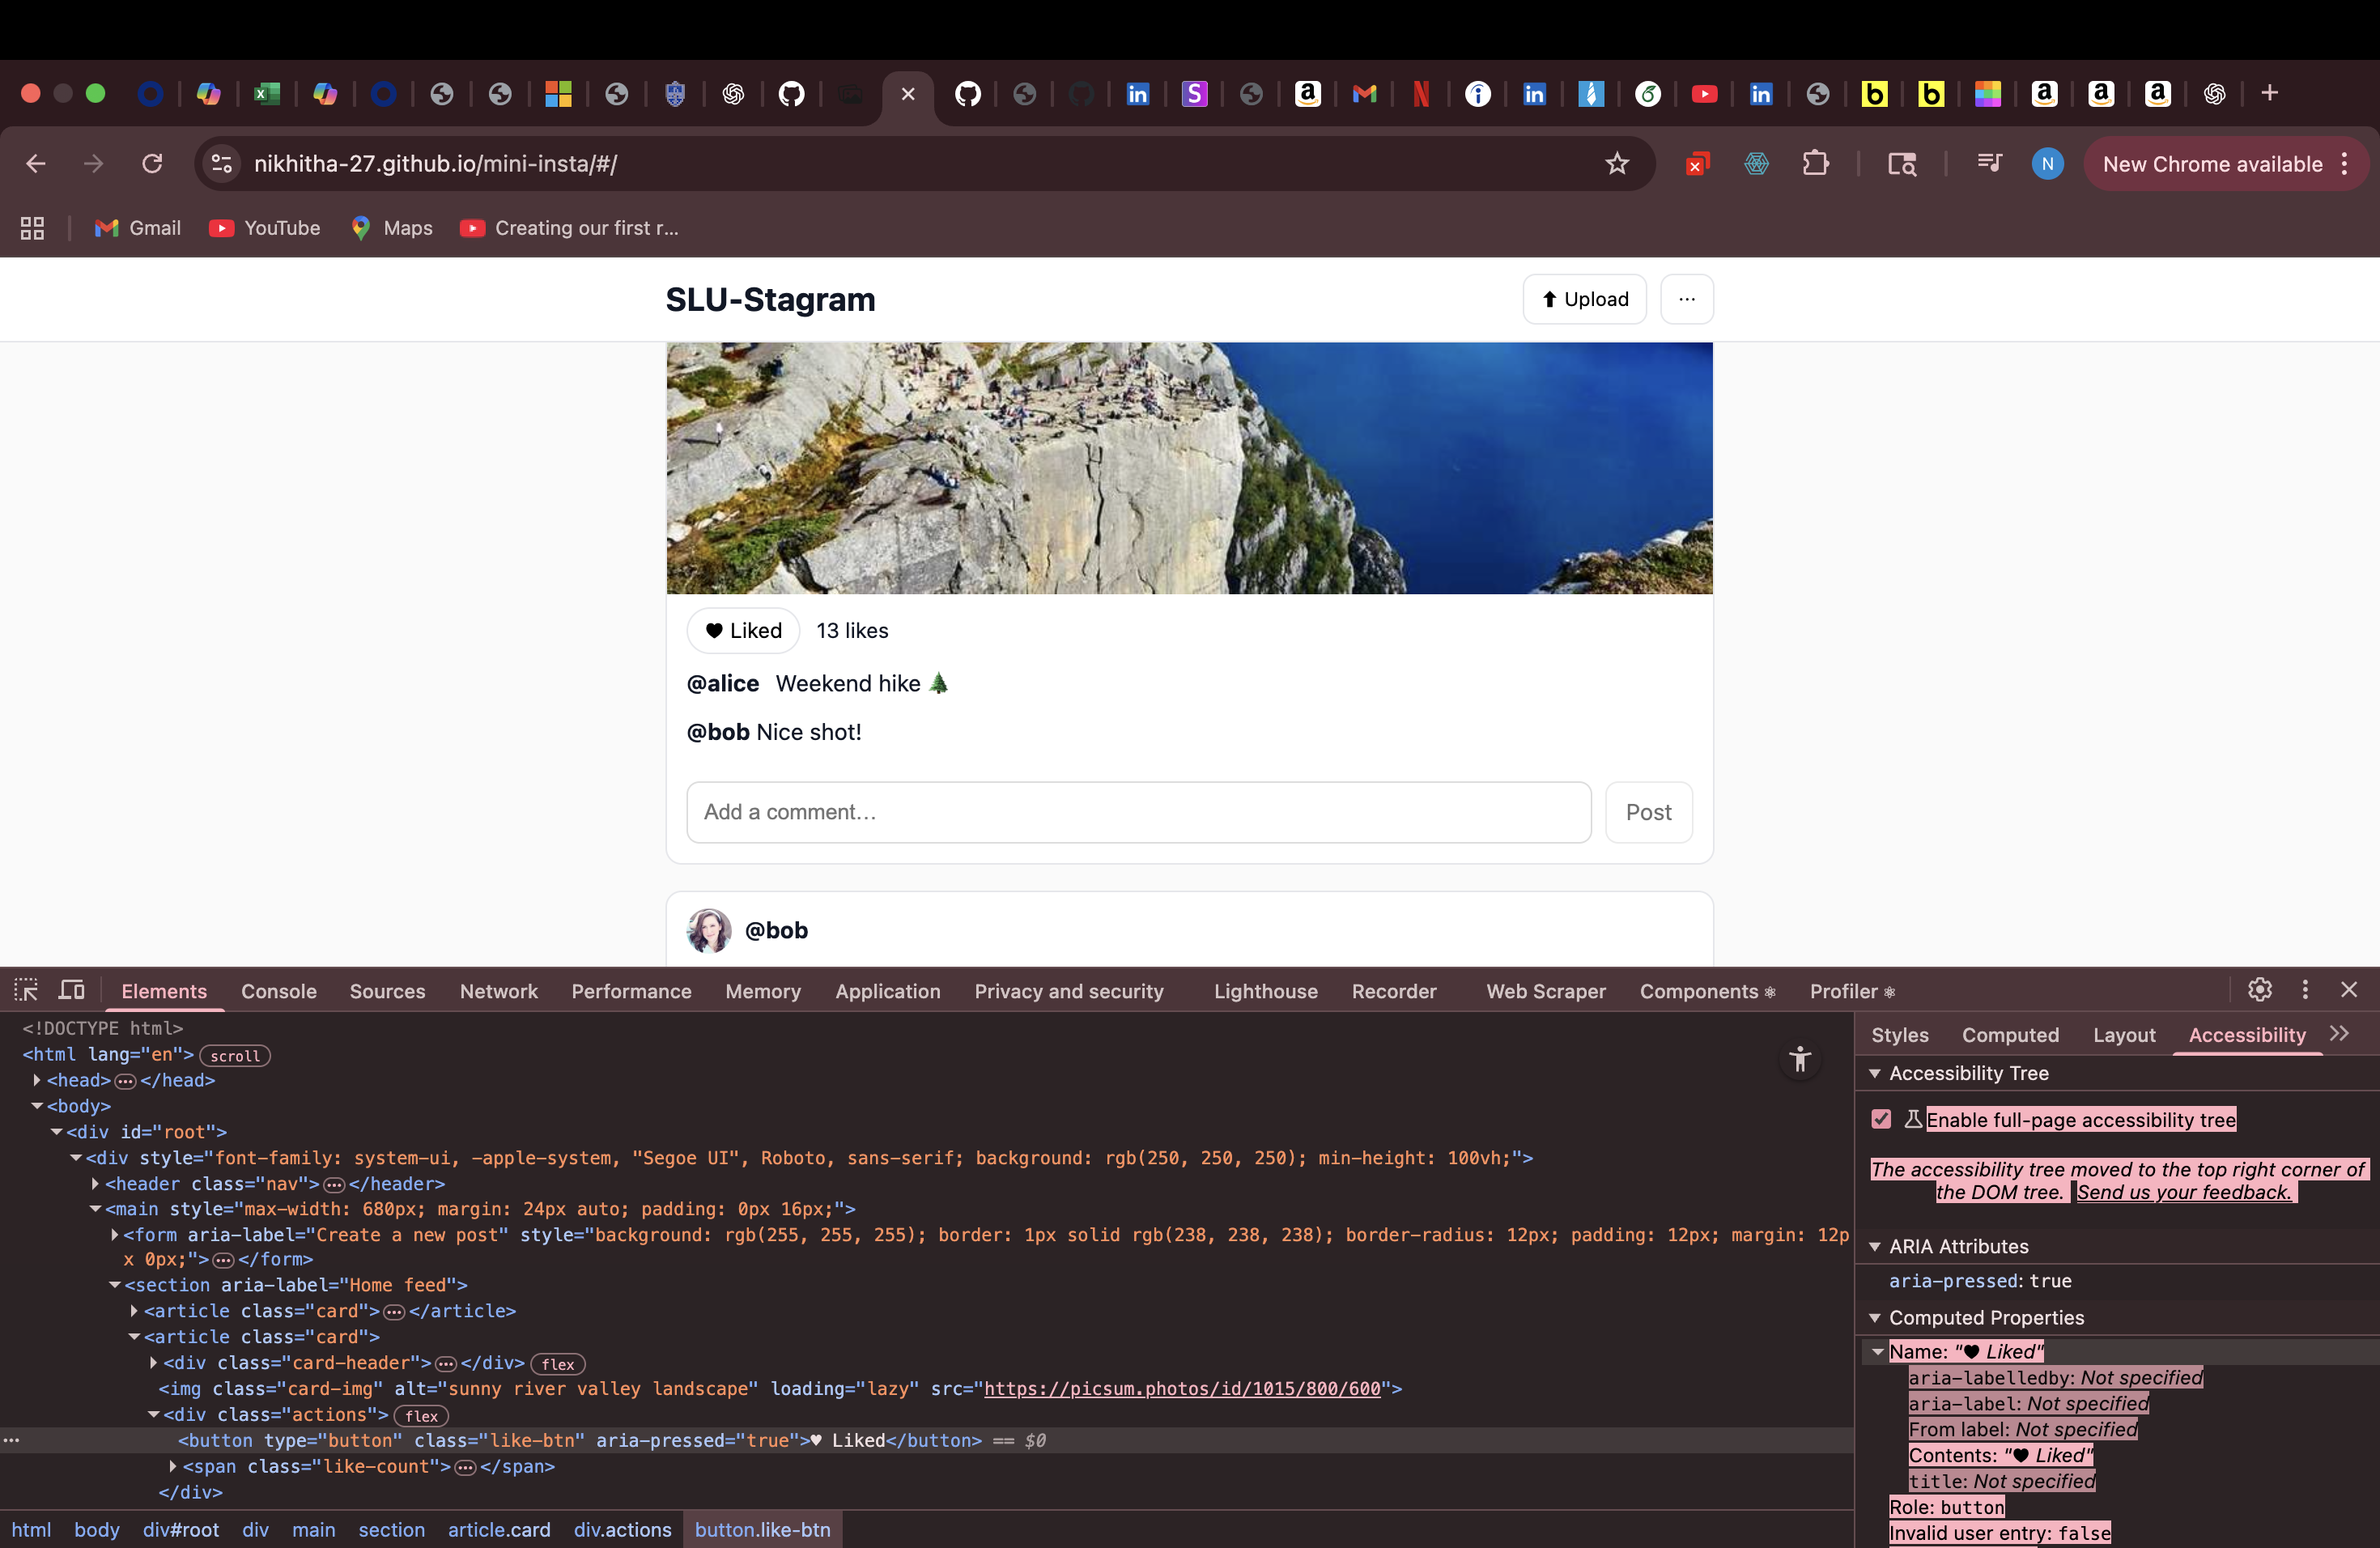 nikhitha-27.github.io/mini-insta/#/
N
New Chrome available
Gmail
YouTube
Maps
Creating our first r...
SLU-Stagram
⬆ Upload
...
♥ Liked
13 likes
@alice Weekend hike 🌲
@bob Nice shot!
Add a comment...
Post
@bob
Elements
Console
Sources
Network
Performance
Memory
Application
Privacy and security
Lighthouse
Recorder
Web Scraper
Components ⚛
Profiler ⚛
<!DOCTYPE html>
<html lang="en"> scroll
<head>…</head>
<body>
<div id="root">
<div style="font-family: system-ui, -apple-system, "Segoe UI", Roboto, sans-serif; background: rgb(250, 250, 250); min-height: 100vh;">
<header class="nav">…</header>
<main style="max-width: 680px; margin: 24px auto; padding: 0px 16px;">
<form aria-label="Create a new post" style="background: rgb(255, 255, 255); border: 1px solid rgb(238, 238, 238); border-radius: 12px; padding: 12px; margin: 12p
x 0px;">…</form>
<section aria-label="Home feed">
<article class="card">…</article>
<article class="card">
<div class="card-header">…</div> flex
<img class="card-img" alt="sunny river valley landscape" loading="lazy" src="https://picsum.photos/id/1015/800/600">
<div class="actions"> flex
<button type="button" class="like-btn" aria-pressed="true">♥ Liked</button> == $0
<span class="like-count">…</span>
</div>
html body div#root div main section article.card div.actions button.like-btn
Styles
Computed
Layout
Accessibility
Accessibility Tree
Enable full-page accessibility tree
The accessibility tree moved to the top right corner of
the DOM tree. Send us your feedback.
ARIA Attributes
aria-pressed: true
Computed Properties
Name: "♥ Liked"
aria-labelledby: Not specified
aria-label: Not specified
From label: Not specified
Contents: "♥ Liked"
title: Not specified
Role: button
Invalid user entry: false